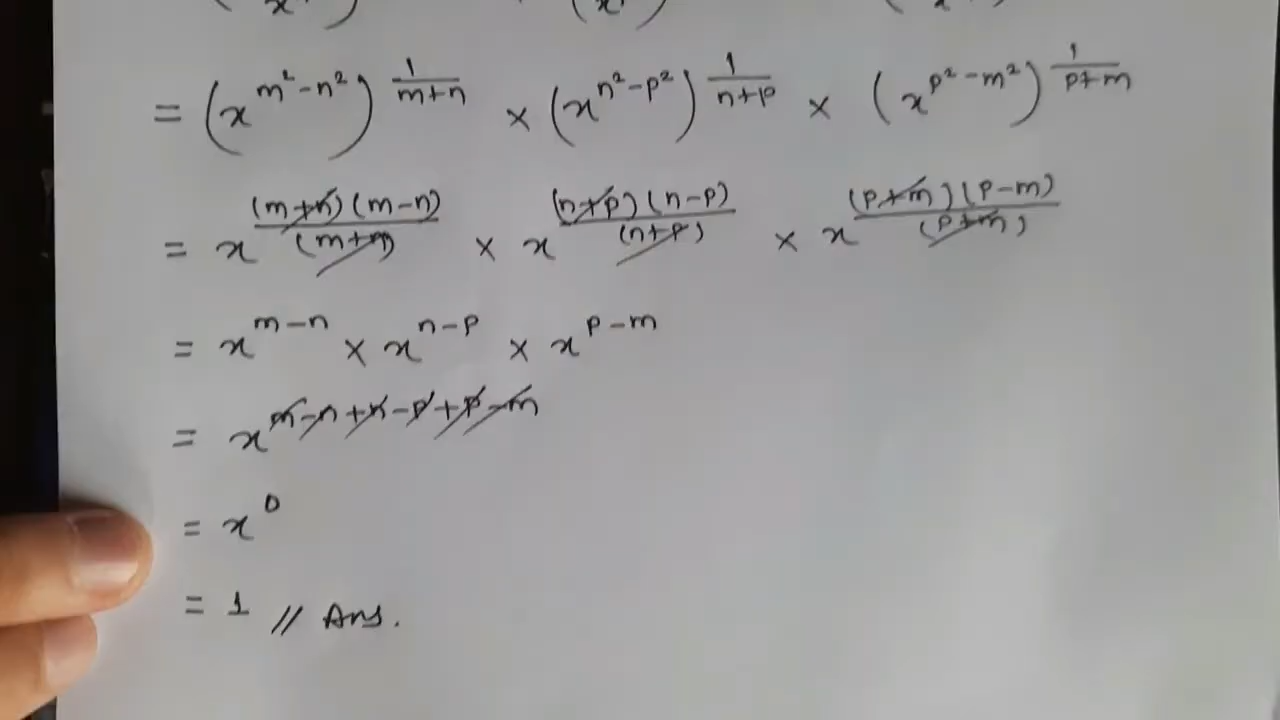 = (x^{m²-n²})^{1/(m+n)} × (x^{n²-p²})^{1/(n+p)} × (x^{p²-m²})^{1/(p+m)}
= x^{(m+n)(m-n)/(m+n)} × x^{(n+p)(n-p)/(n+p)} × x^{(p+m)(p-m)/(p+m)}
= x^{m-n} × x^{n-p} × x^{p-m}
= x^{m-n+n-p+p-m}
= x^0
= 1 // Ans.